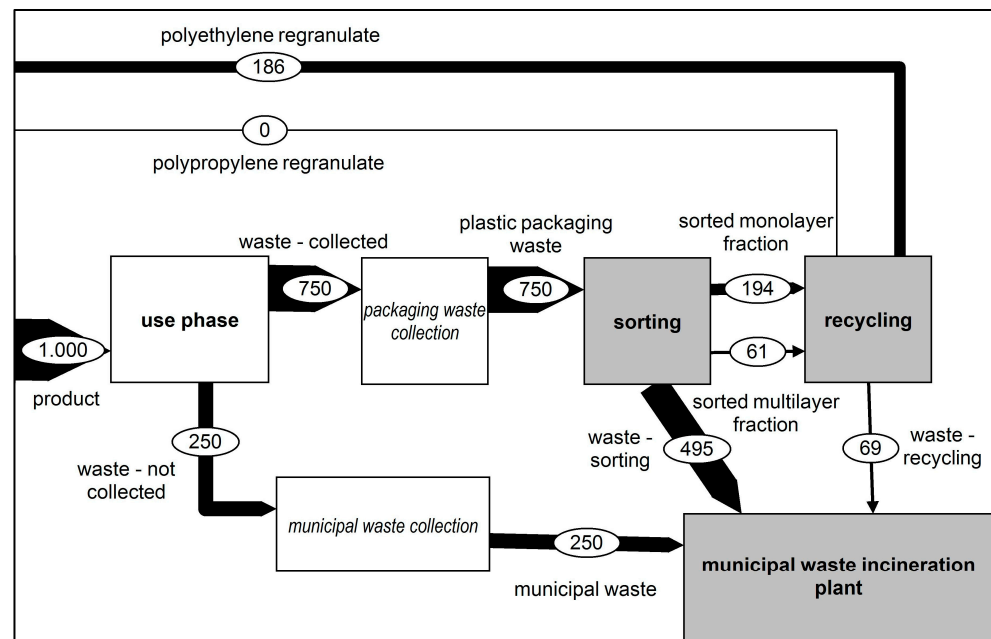 polyethylene regranulate
186
0
polypropylene regranulate
waste - collected
750
plastic packaging
waste
750
sorted monolayer
fraction
194
use phase
packaging waste
collection
sorting
recycling
1.000
product
61
sorted multilayer
fraction
250
waste - not
collected
waste -
sorting
495
69
waste -
recycling
municipal waste collection
250
municipal waste
municipal waste incineration
plant